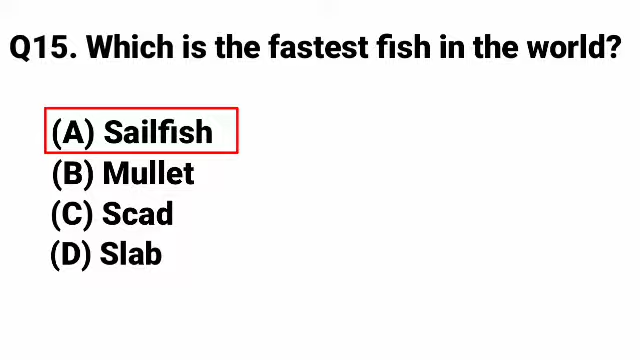 Q15. Which is the fastest fish in the world?
(A) Sailfish
(B) Mullet
(C) Scad
(D) Slab